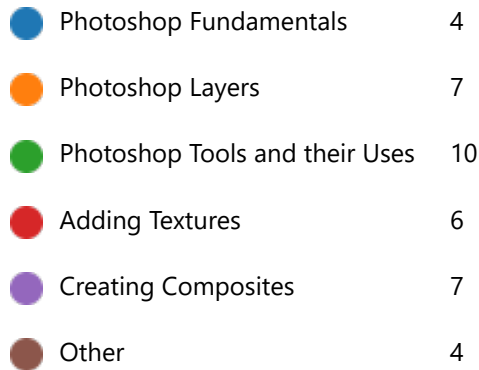 Photoshop Fundamentals 4
Photoshop Layers 7
Photoshop Tools and their Uses 10
Adding Textures 6
Creating Composites 7
Other 4